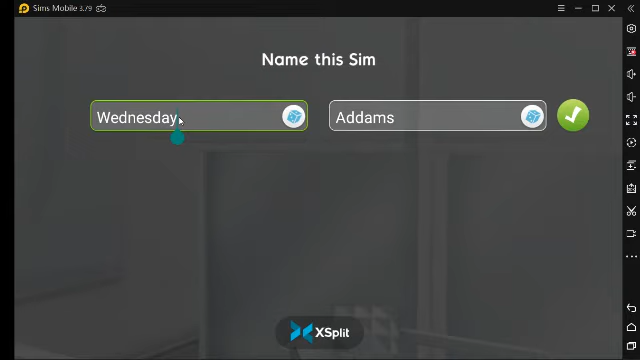 Sims Mobile 3.79
Name this Sim
Wednesday
Addams
XSplit